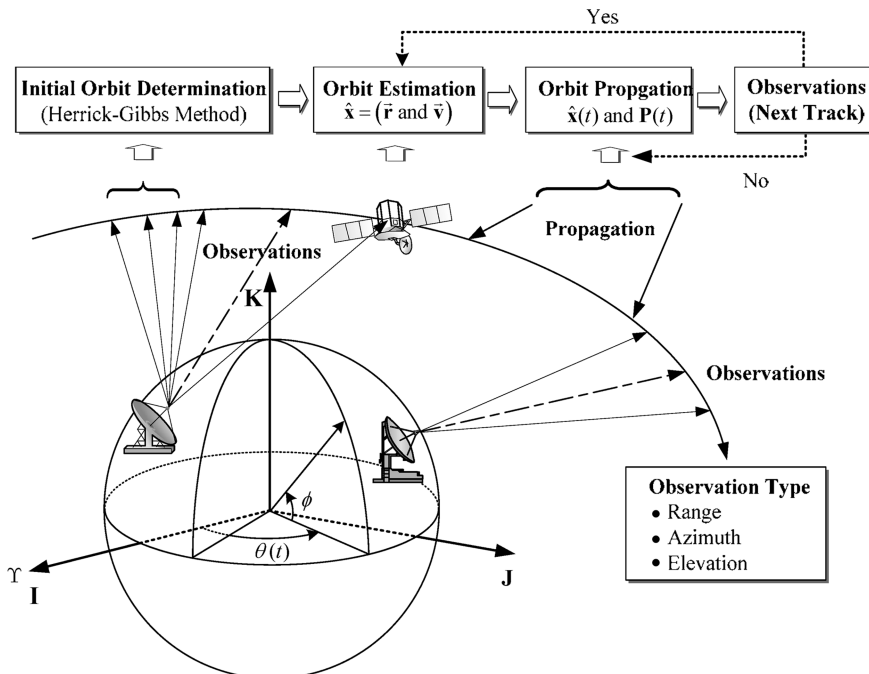 Yes
Initial Orbit Determination
(Herrick-Gibbs Method)
Orbit Estimation
x̂ = (r⃗ and v⃗)
Orbit Propgation
x̂(t) and P(t)
Observations
(Next Track)
No
Observations
Propagation
K
Observations
ϕ
θ(t)
ϒ
I
J
Observation Type
• Range
• Azimuth
• Elevation